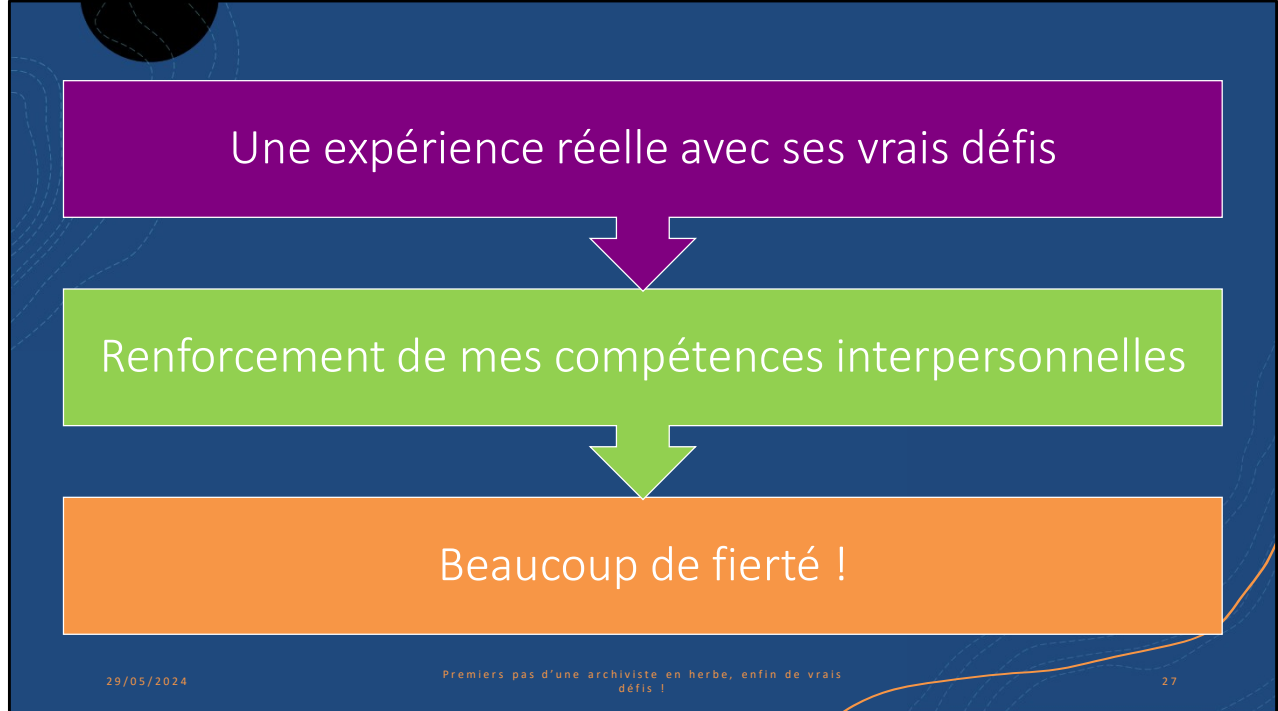 Une expérience réelle avec ses vrais défis
Renforcement de mes compétences interpersonnelles
Beaucoup de fierté !
29/05/2024
Premiers pas d’une archiviste en herbe, enfin de vrais
défis !
27